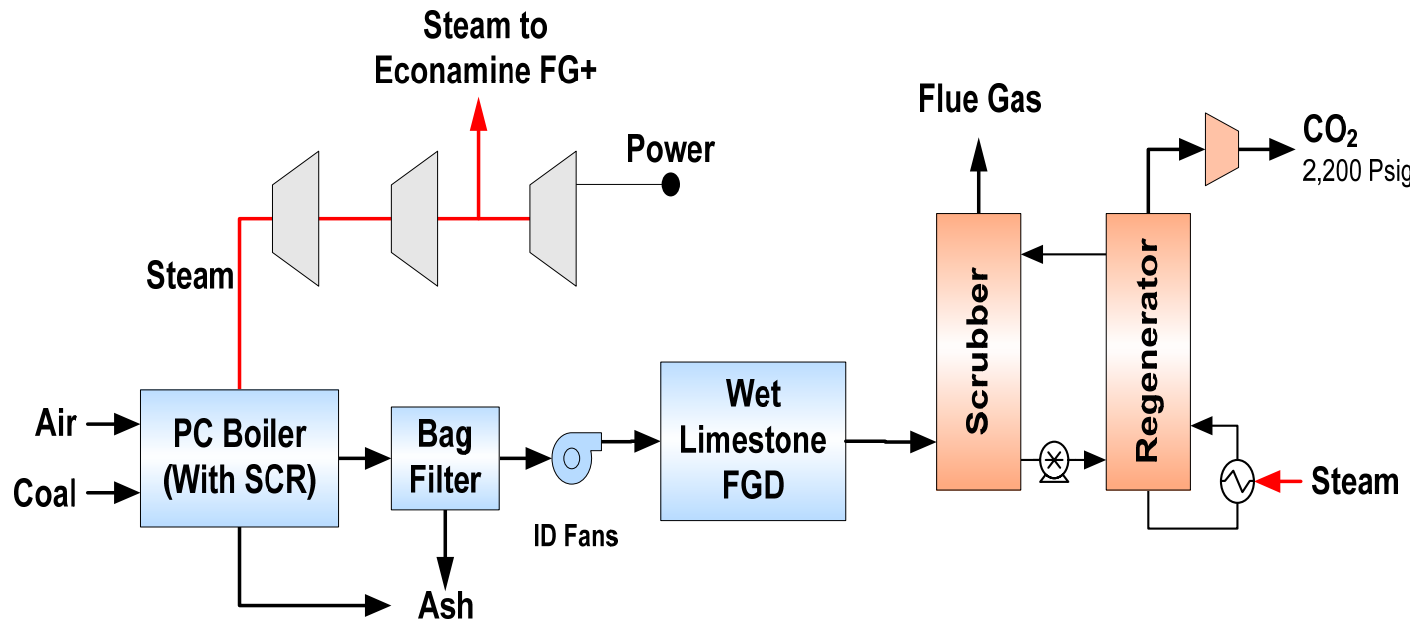 Steam to
Econamine FG+
Power
Flue Gas
CO₂
2,200 Psig
Steam
Scrubber
Regenerator
Air
Coal
PC Boiler
(With SCR)
Bag
Filter
Wet
Limestone
FGD
ID Fans
Steam
Ash